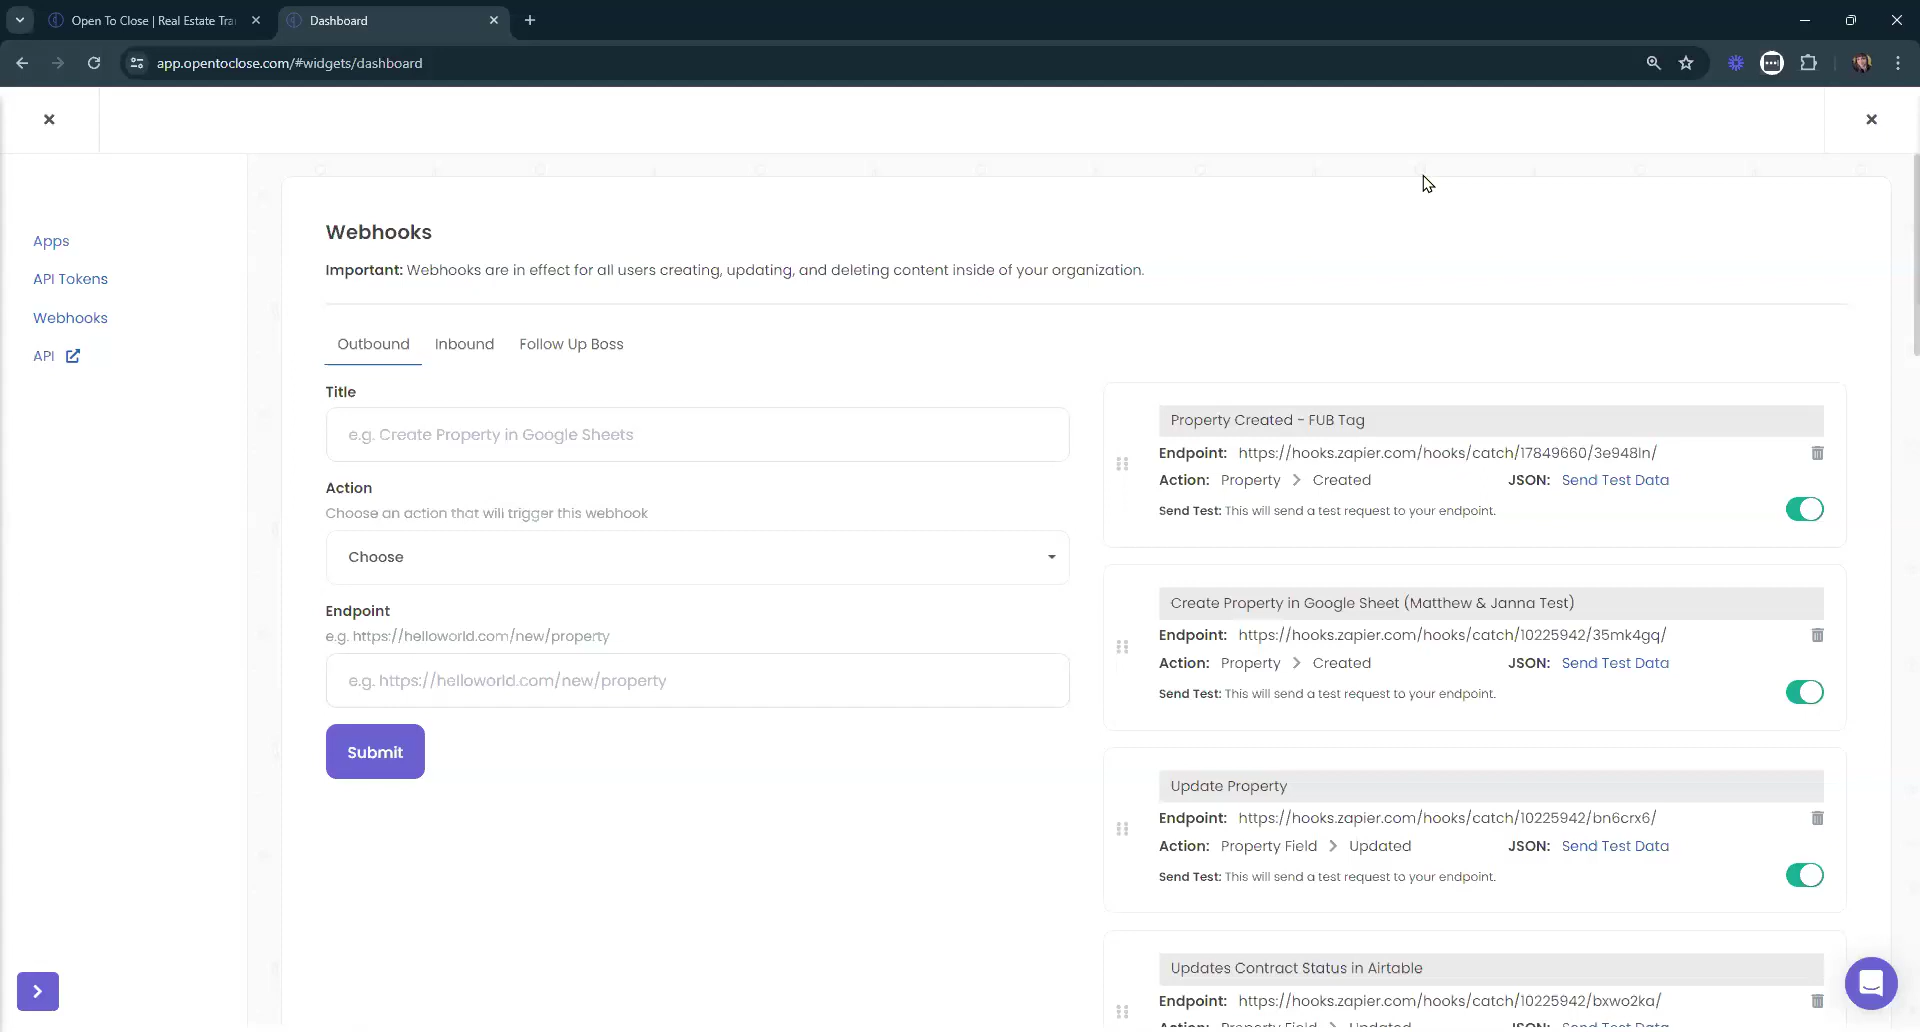 Open To Close | Real Estate Tra
Dashboard
app.opentoclose.com/#widgets/dashboard
Apps
API Tokens
Webhooks
API
Webhooks
Important: Webhooks are in effect for all users creating, updating, and deleting content inside of your organization.
Outbound Inbound Follow Up Boss
Title
e.g. Create Property in Google Sheets
Action
Choose an action that will trigger this webhook
Choose
Endpoint
e.g. https://helloworld.com/new/property
e.g. https://helloworld.com/new/property
Submit
Property Created - FUB Tag
Endpoint: https://hooks.zapier.com/hooks/catch/17849660/3e948ln/
Action: Property > Created JSON: Send Test Data
Send Test: This will send a test request to your endpoint.
Create Property in Google Sheet (Matthew & Janna Test)
Endpoint: https://hooks.zapier.com/hooks/catch/10225942/35mk4gq/
Action: Property > Created JSON: Send Test Data
Send Test: This will send a test request to your endpoint.
Update Property
Endpoint: https://hooks.zapier.com/hooks/catch/10225942/bn6crx6/
Action: Property Field > Updated JSON: Send Test Data
Send Test: This will send a test request to your endpoint.
Updates Contract Status in Airtable
Endpoint: https://hooks.zapier.com/hooks/catch/10225942/bxwo2ka/
Action: Property Field > Updated JSON: Send Test Data